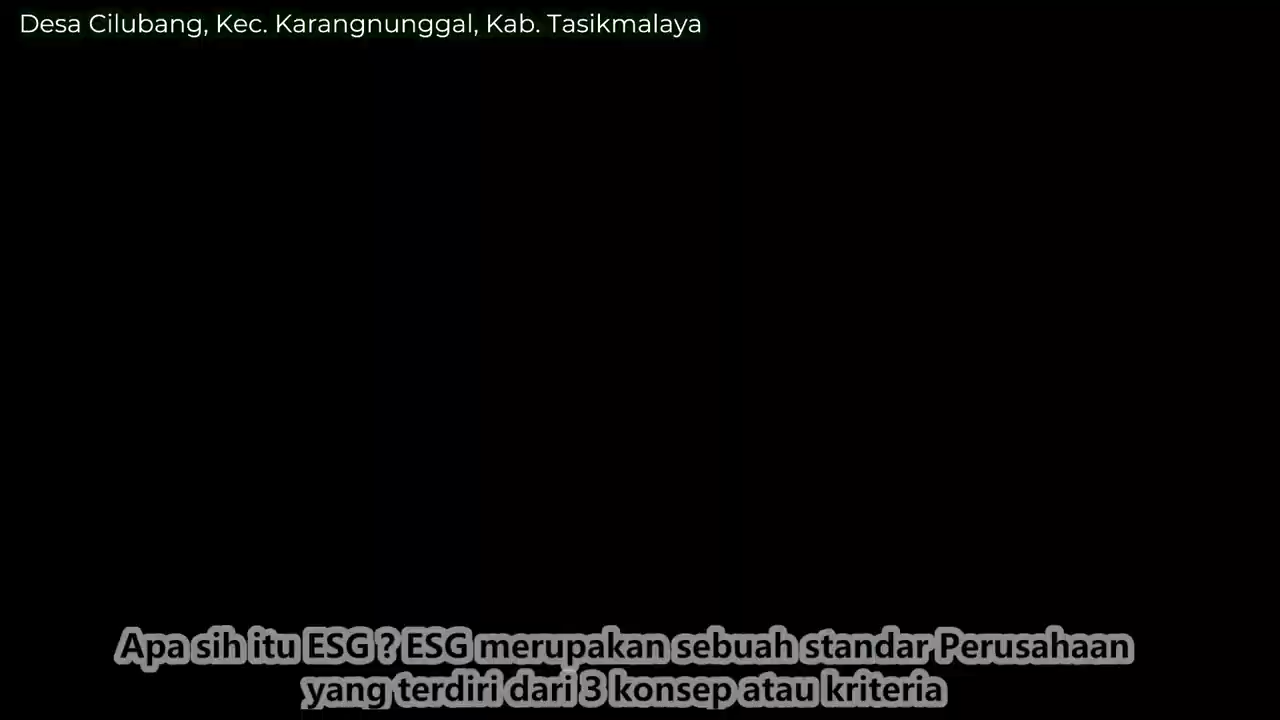 Desa Cilubang, Kec. Karangnunggal, Kab. Tasikmalaya
Apa sih itu ESG ? ESG merupakan sebuah standar Perusahaan
yang terdiri dari 3 konsep atau kriteria